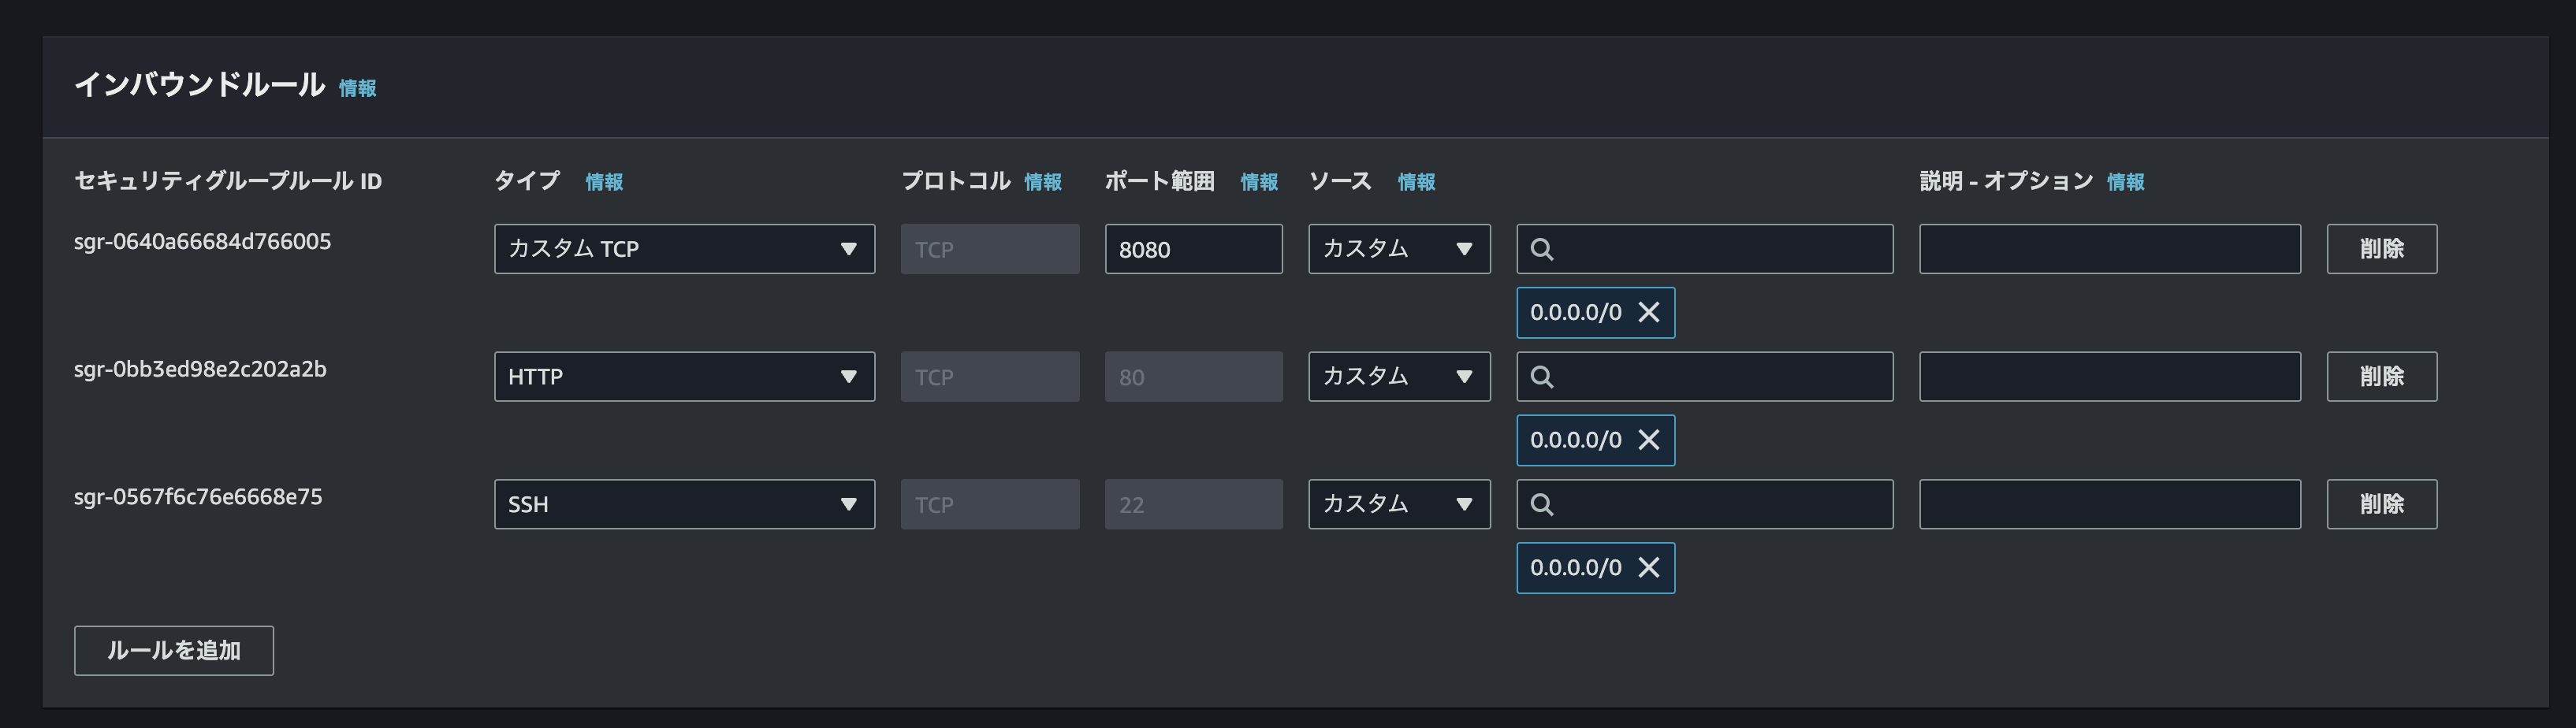 インバウンドルール 情報
セキュリティグループルール ID タイプ 情報 プロトコル 情報 ポート範囲 情報 ソース 情報 説明 - オプション 情報
sgr-0640a66684d766005 カスタム TCP TCP 8080 カスタム 削除
0.0.0.0/0
sgr-0bb3ed98e2c202a2b HTTP TCP 80 カスタム 削除
0.0.0.0/0
sgr-0567f6c76e6668e75 SSH TCP 22 カスタム 削除
0.0.0.0/0
ルールを追加